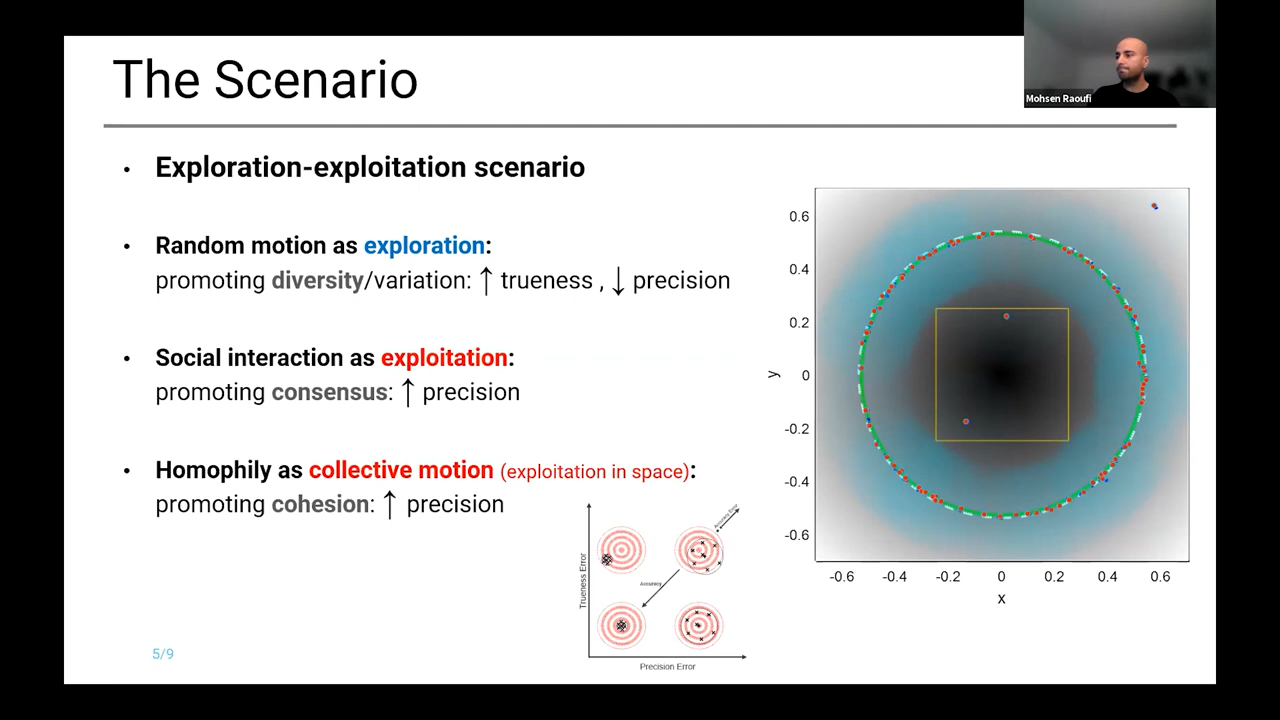 The Scenario
Mohsen Raoufi
• Exploration-exploitation scenario
• Random motion as exploration:
promoting diversity/variation: ↑ trueness , ↓ precision
• Social interaction as exploitation:
promoting consensus: ↑ precision
• Homophily as collective motion (exploitation in space):
promoting cohesion: ↑ precision
0.6
0.4
0.2
0
-0.2
-0.4
-0.6
y
-0.6 -0.4 -0.2 0 0.2 0.4 0.6
x
Trueness Error
Accuracy Error
Accuracy
Precision Error
5/9